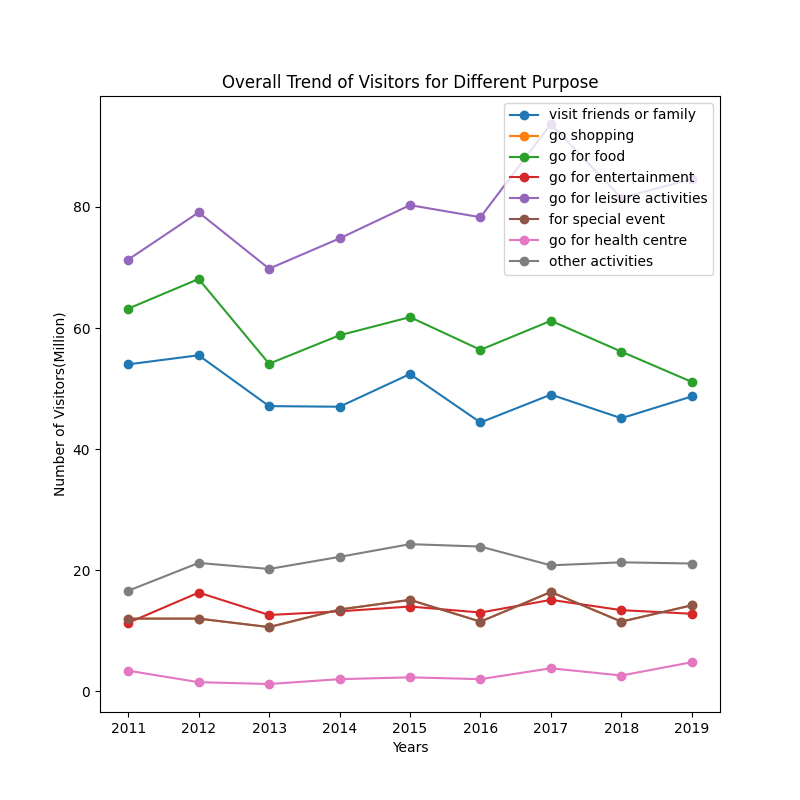 Overall Trend of Visitors for Different Purpose
visit friends or family
go shopping
go for food
go for entertainment
go for leisure activities
for special event
go for health centre
other activities
Number of Visitors(Million)
80
60
40
20
0
2011 2012 2013 2014 2015 2016 2017 2018 2019
Years